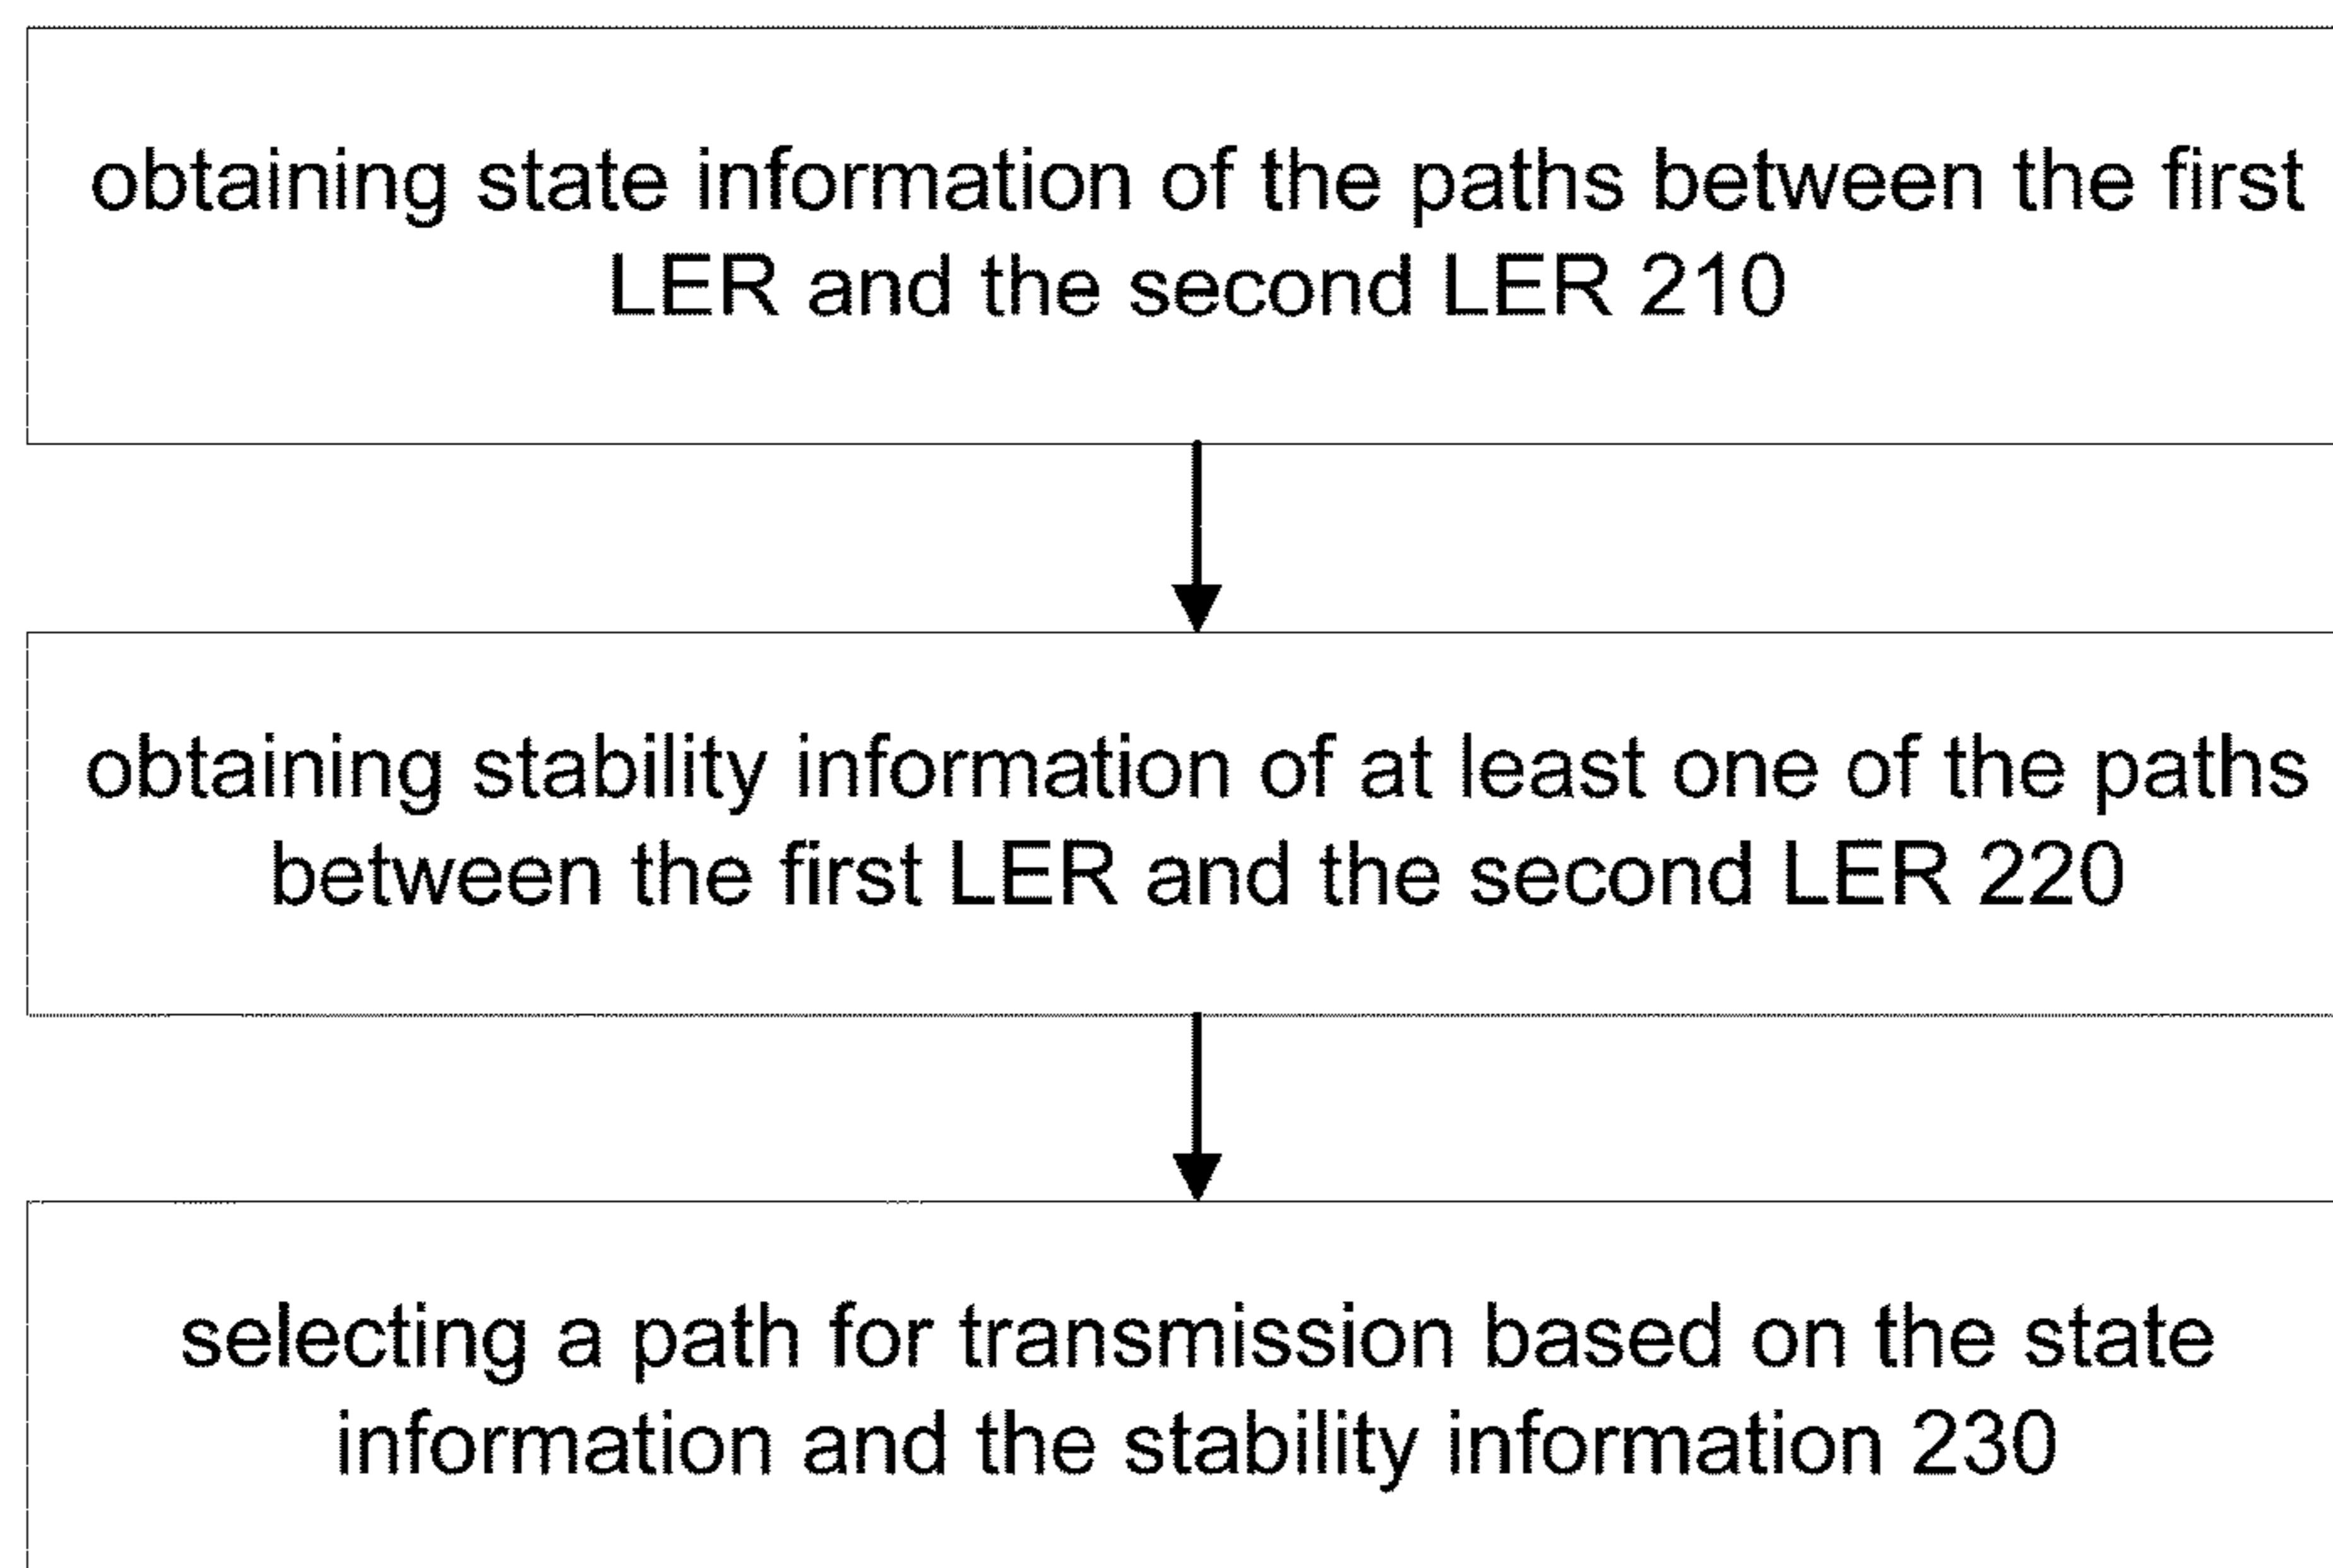 obtaining state information of the paths between the first
LER and the second LER 210
obtaining stability information of at least one of the paths
between the first LER and the second LER 220
selecting a path for transmission based on the state
information and the stability information 230